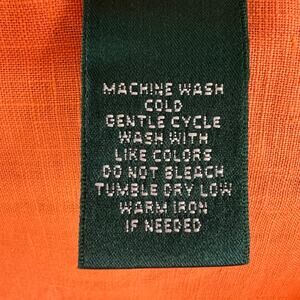 MACHINE WASH
COLD
GENTLE CYCLE
WASH WITH
LIKE COLORS
DO NOT BLEACH
TUMBLE DRY LOW
WARM IRON
IF NEEDED